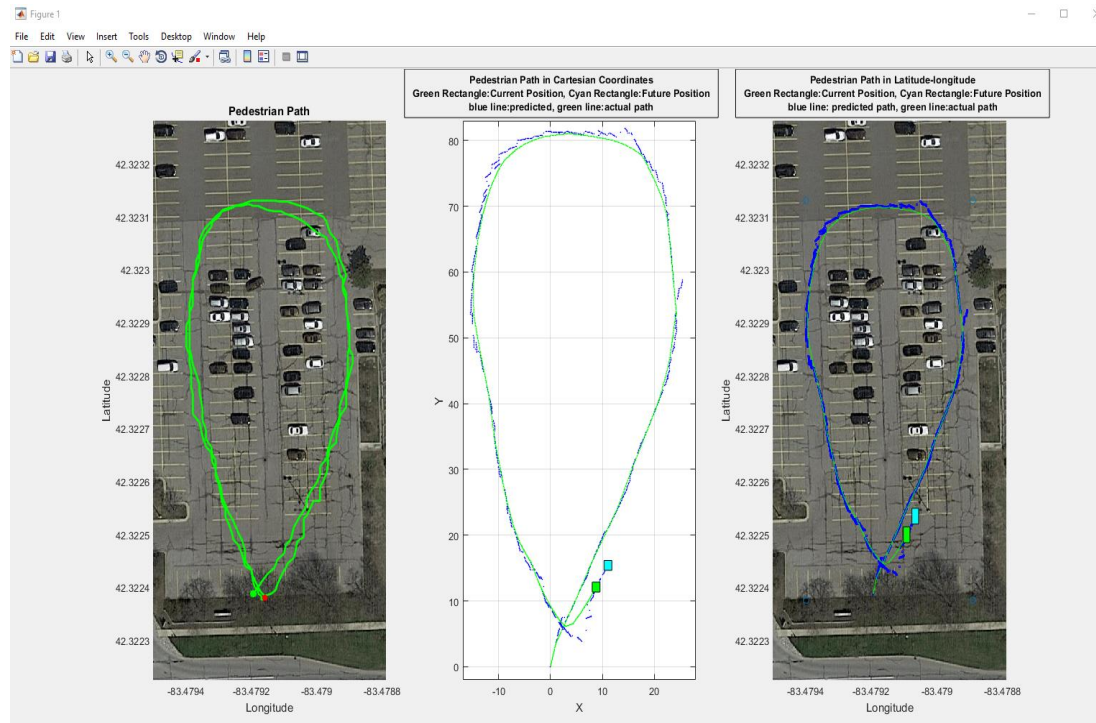 Figure 1
File Edit View Insert Tools Desktop Window Help
Pedestrian Path
42.3232
42.3231
42.323
42.3229
42.3228
42.3227
42.3226
42.3225
42.3224
42.3223
Latitude
-83.4794 -83.4792 -83.479 -83.4788
Longitude
Pedestrian Path in Cartesian Coordinates
Green Rectangle:Current Position, Cyan Rectangle:Future Position
blue line:predicted, green line:actual path
80
70
60
50
40
30
20
10
0
Y
-10 0 10 20
X
Pedestrian Path in Latitude-longitude
Green Rectangle:Current Position, Cyan Rectangle:Future Position
blue line: predicted path, green line:actual path
42.3232
42.3231
42.323
42.3229
42.3228
42.3227
42.3226
42.3225
42.3224
42.3223
Latitude
-83.4794 -83.4792 -83.479 -83.4788
Longitude